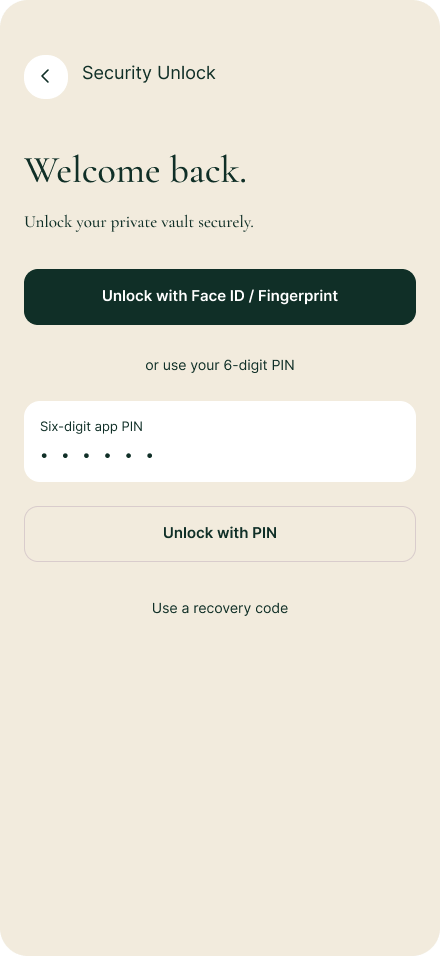 Security Unlock
Welcome back.
Unlock your private vault securely.
Unlock with Face ID / Fingerprint
or use your 6-digit PIN
Six-digit app PIN
• • • • • •
Unlock with PIN
Use a recovery code